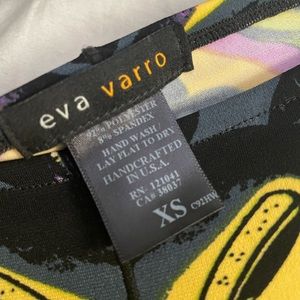 eva varro
92% POLYESTER
8% SPANDEX
HAND WASH
LAY FLAT TO DRY
HANDCRAFTED
IN U.S.A.
RN: 121041
CA# 38037
XS
C92HW